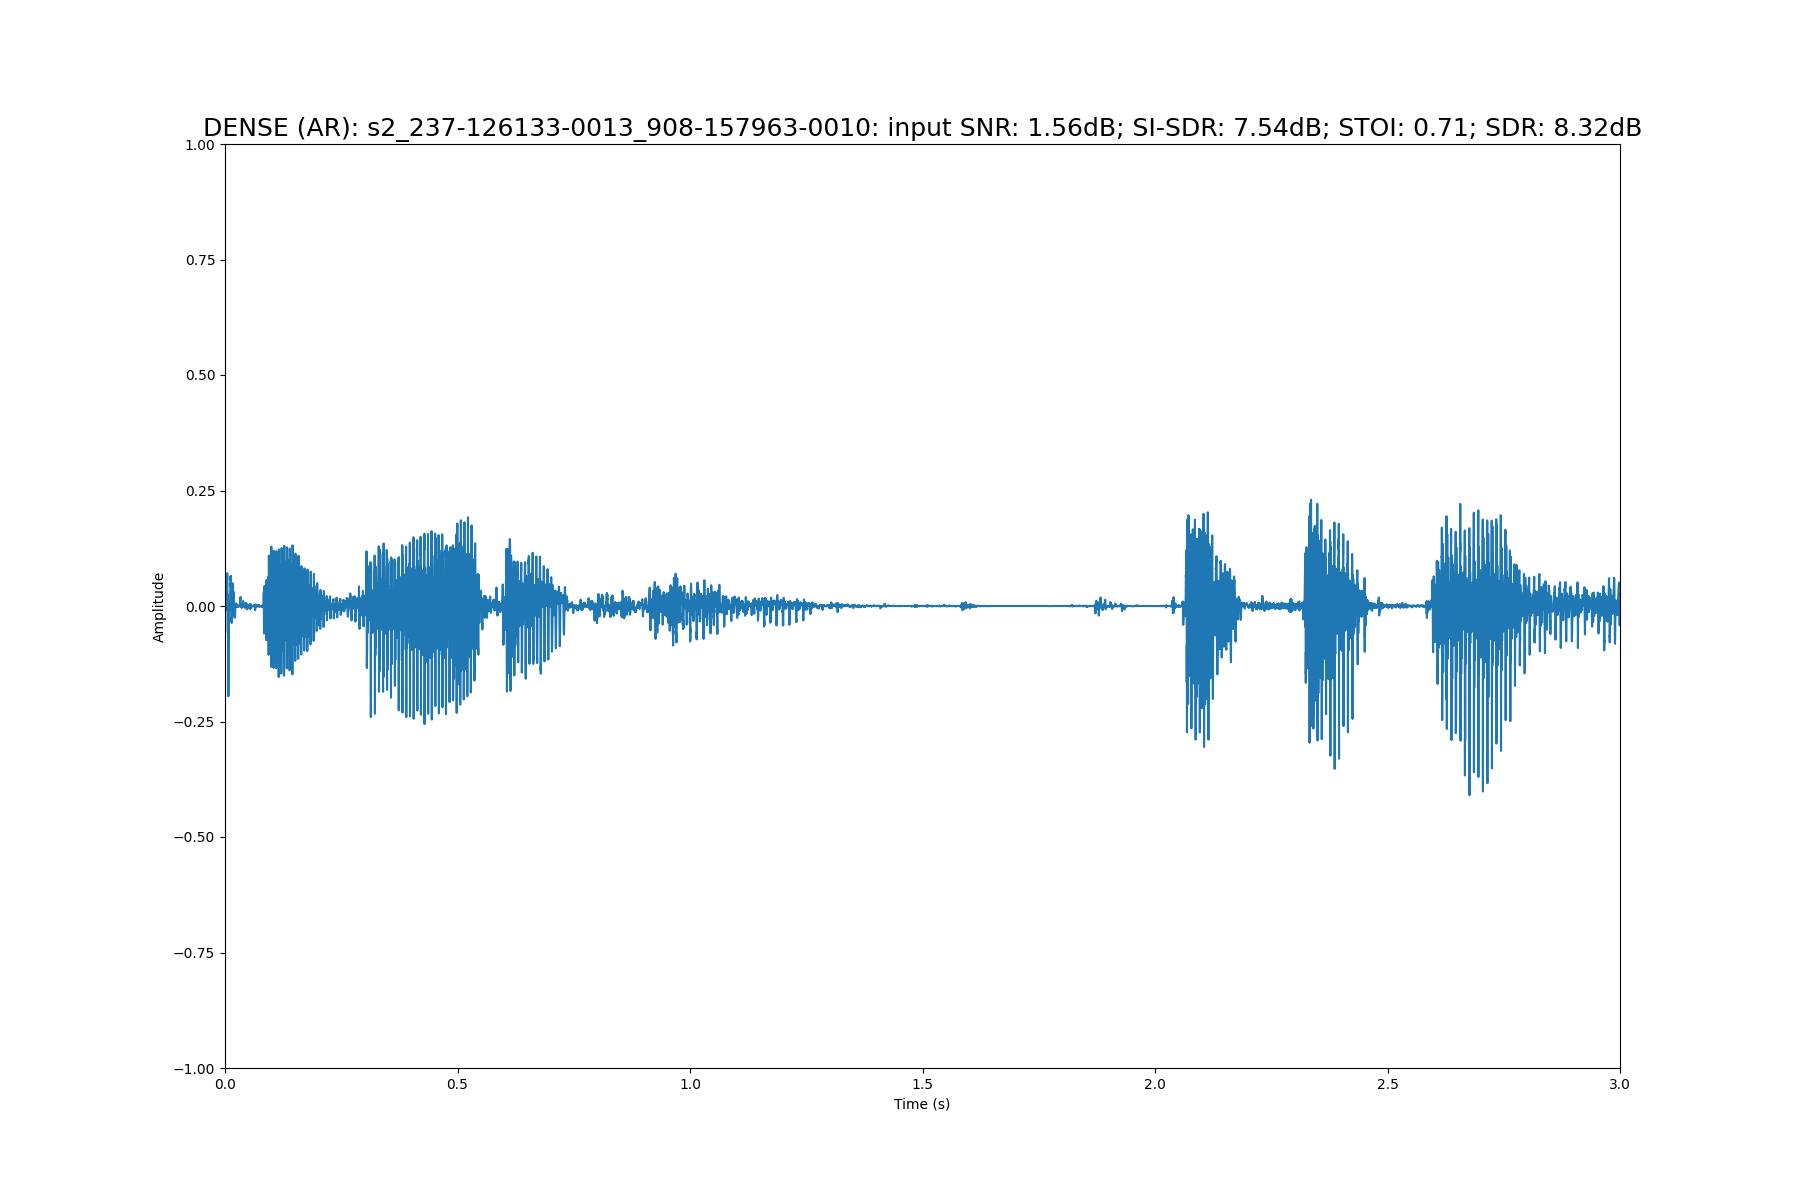 DENSE (AR): s2_237-126133-0013_908-157963-0010: input SNR: 1.56dB; SI-SDR: 7.54dB; STOI: 0.71; SDR: 8.32dB
1.00
0.75
0.50
0.25
0.00
−0.25
−0.50
−0.75
−1.00
Amplitude
0.0 0.5 1.0 1.5 2.0 2.5 3.0
Time (s)